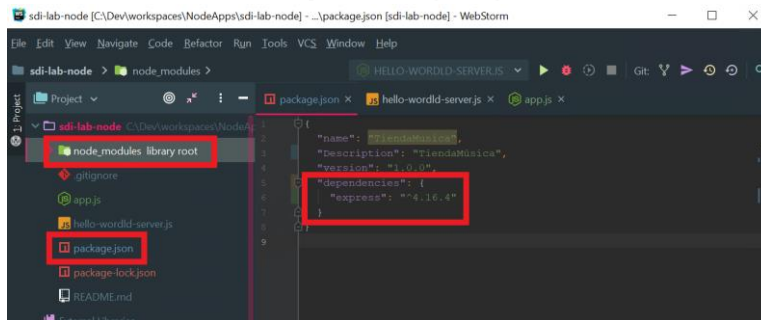 sdi-lab-node [C:\Dev\workspaces\NodeApps\sdi-lab-node] - ...\package.json [sdi-lab-node] - WebStorm
File Edit View Navigate Code Refactor Run Tools VCS Window Help
sdi-lab-node > node_modules > HELLO-WORDLD-SERVER.JS Git:
1: Project
Project package.json × hello-wordld-server.js × app.js ×
sdi-lab-node C:\Dev\workspaces\NodeAp
node_modules library root
.gitignore
app.js
hello-wordld-server.js
package.json
package-lock.json
README.md
1 {
2 "name": "TiendaMunica",
3 "Description": "TiendaMúsica",
4 "version": "1.0.0",
5 "dependencies": {
6 "express": "^4.16.4"
7 }
8 }
9